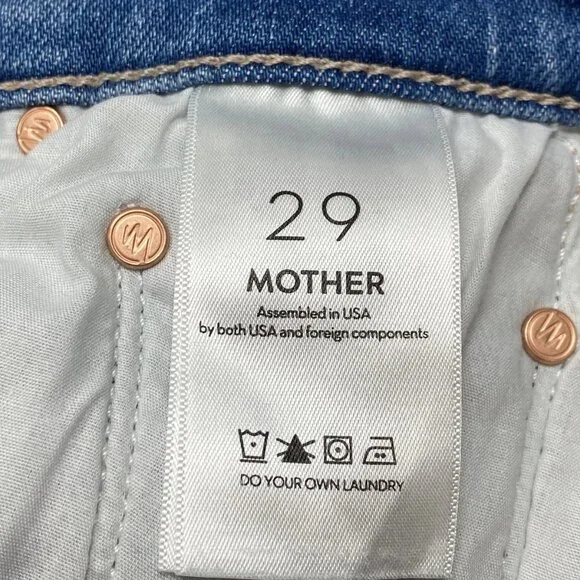 29
MOTHER
Assembled in USA
by both USA and foreign components
DO YOUR OWN LAUNDRY